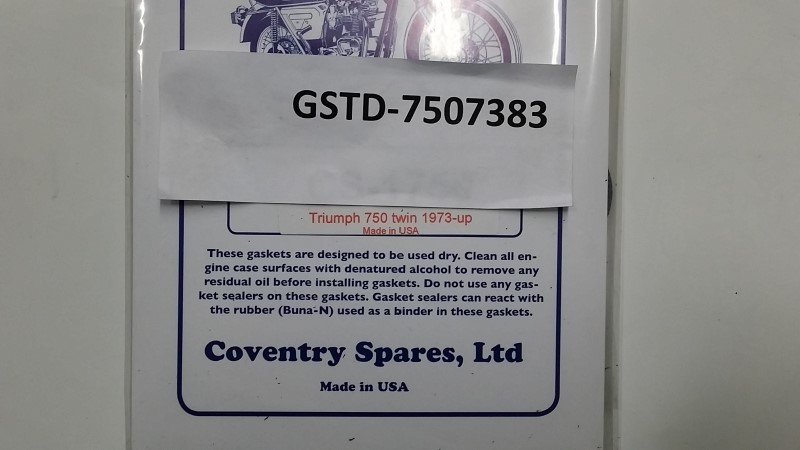 GSTD-7507383
Triumph 750 twin 1973-up
Made in USA
These gaskets are designed to be used dry. Clean all en-
gine case surfaces with denatured alcohol to remove any
residual oil before installing gaskets. Do not use any gas-
ket sealers on these gaskets. Gasket sealers can react with
the rubber (Buna-N) used as a binder in these gaskets.
Coventry Spares, Ltd
Made in USA